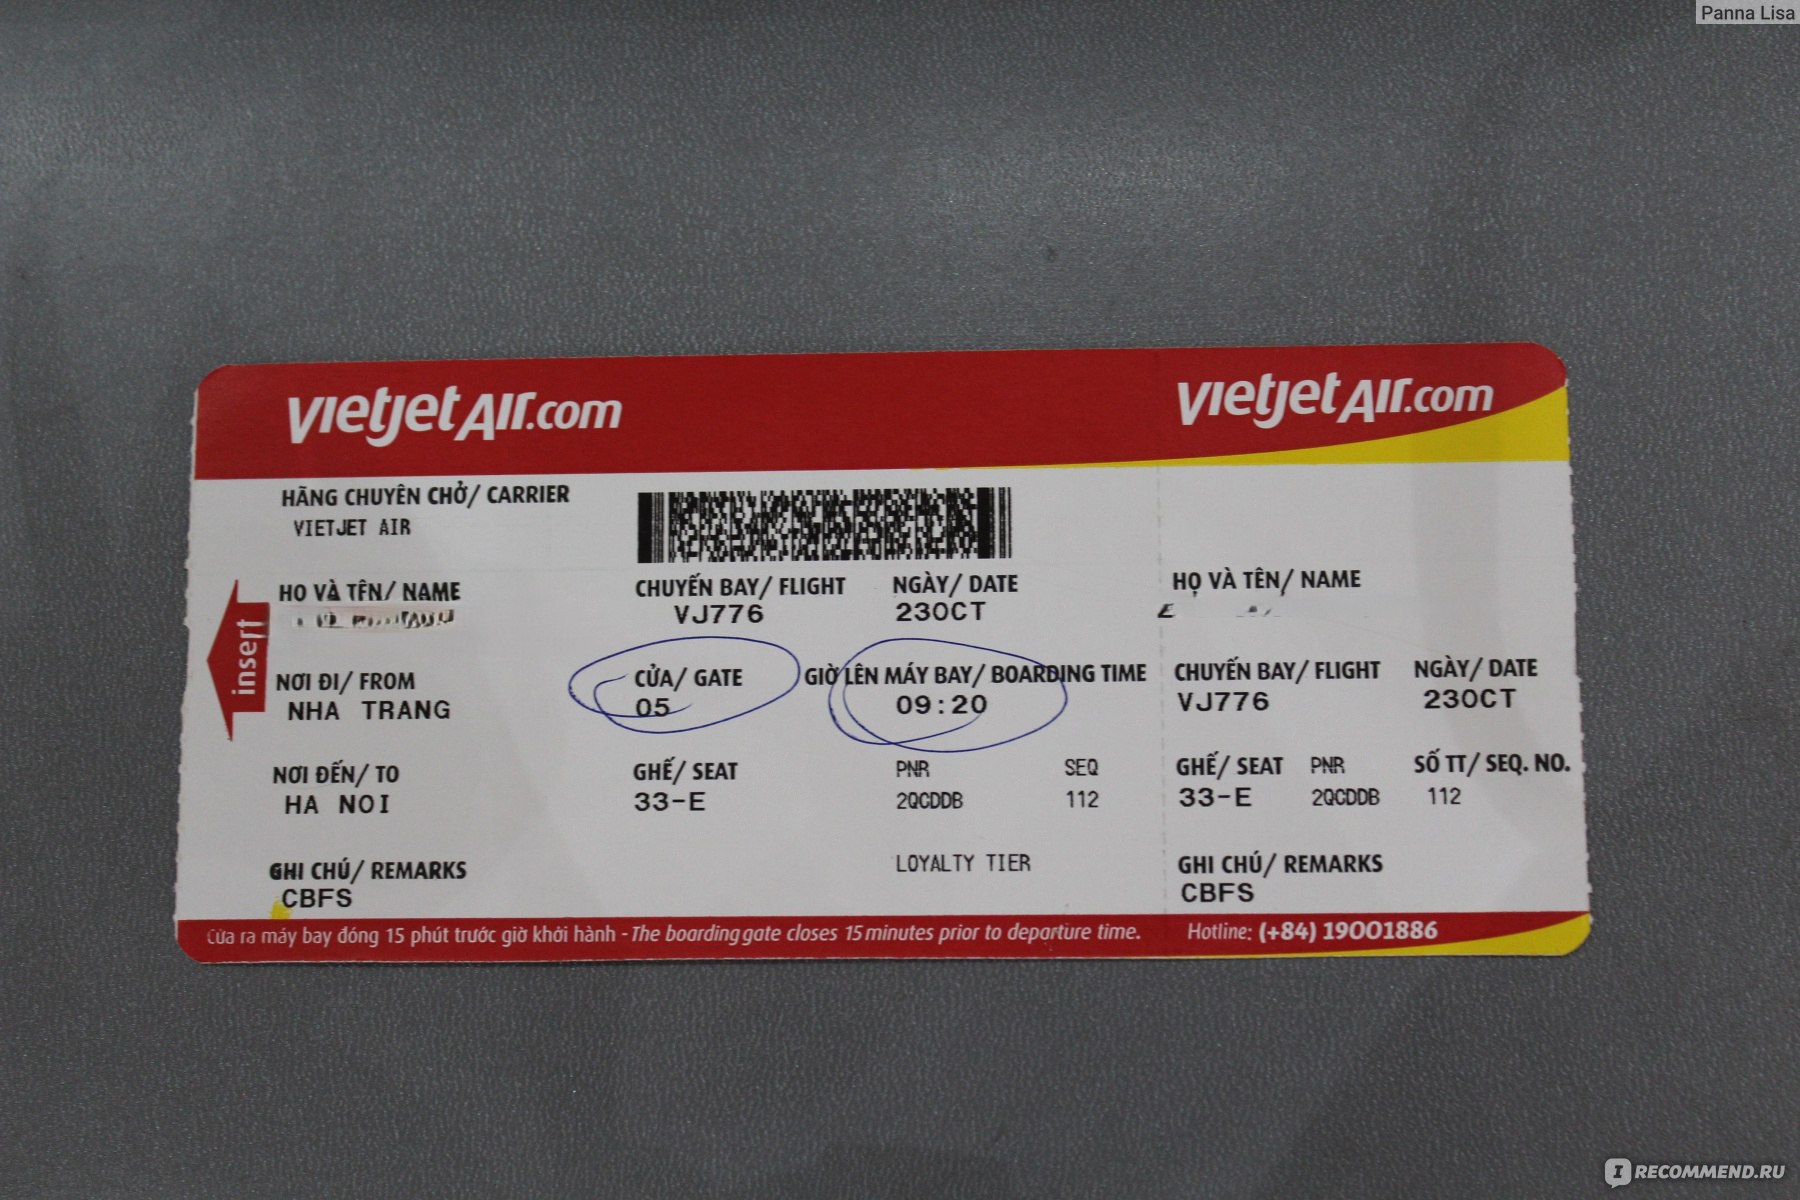 Panna Lisa
vietjetAir.com
vietjetAir.com
HÃNG CHUYÊN CHỞ/ CARRIER
VIETJET AIR
HỌ VÀ TÊN/ NAME
CHUYẾN BAY/ FLIGHT
NGÀY/ DATE
VJ776
23OCT
HỌ VÀ TÊN/ NAME
E
insert
NƠI ĐI/ FROM
NHA TRANG
CỬA/ GATE
05
GIỜ LÊN MÁY BAY/ BOARDING TIME
09:20
CHUYẾN BAY/ FLIGHT
NGÀY/ DATE
VJ776
23OCT
NƠI ĐẾN/ TO
HA NOI
GHẾ/ SEAT
33-E
PNR
SEQ
2QCDDB
112
GHẾ/ SEAT
PNR
SỐ TT/ SEQ. NO.
33-E
2QCDDB
112
GHI CHÚ/ REMARKS
CBFS
LOYALTY TIER
GHI CHÚ/ REMARKS
CBFS
Cửa ra máy bay đóng 15 phút trước giờ khởi hành - The boarding gate closes 15 minutes prior to departure time.
Hotline: (+84) 19001886
I RECOMMEND.RU